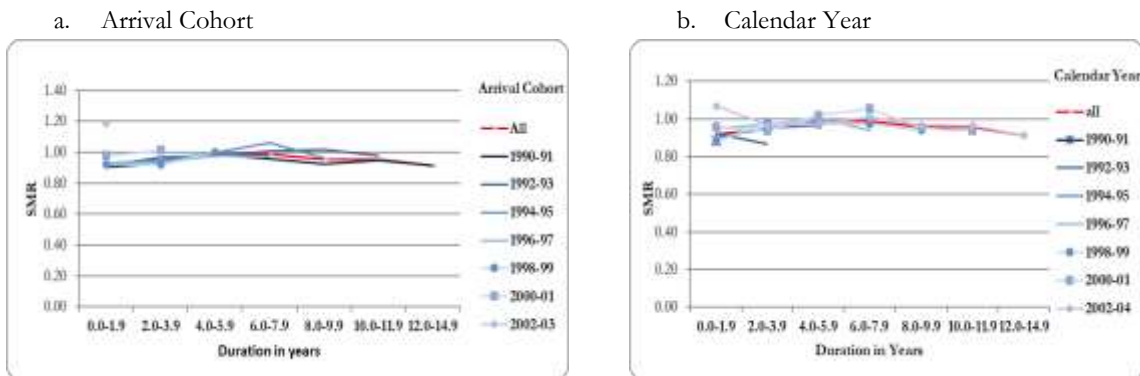 a. Arrival Cohort
1.40
1.20
1.00
0.80
0.60
0.40
0.20
0.00
SMR
0.0-1.9 2.0-3.9 4.0-5.9 6.0-7.9 8.0-9.9 10.0-11.9 12.0-14.9
Duration in years
Arrival Cohort
All
1990-91
1992-93
1994-95
1996-97
1998-99
2000-01
2002-03
b. Calendar Year
1.20
1.00
0.80
0.60
0.40
0.20
0.00
SMR
0.0-1.9 2.0-3.9 4.0-5.9 6.0-7.9 8.0-9.9 10.0-11.9 12.0-14.9
Duration in Years
Calendar Year
all
1990-91
1992-93
1994-95
1996-97
1998-99
2000-01
2002-04